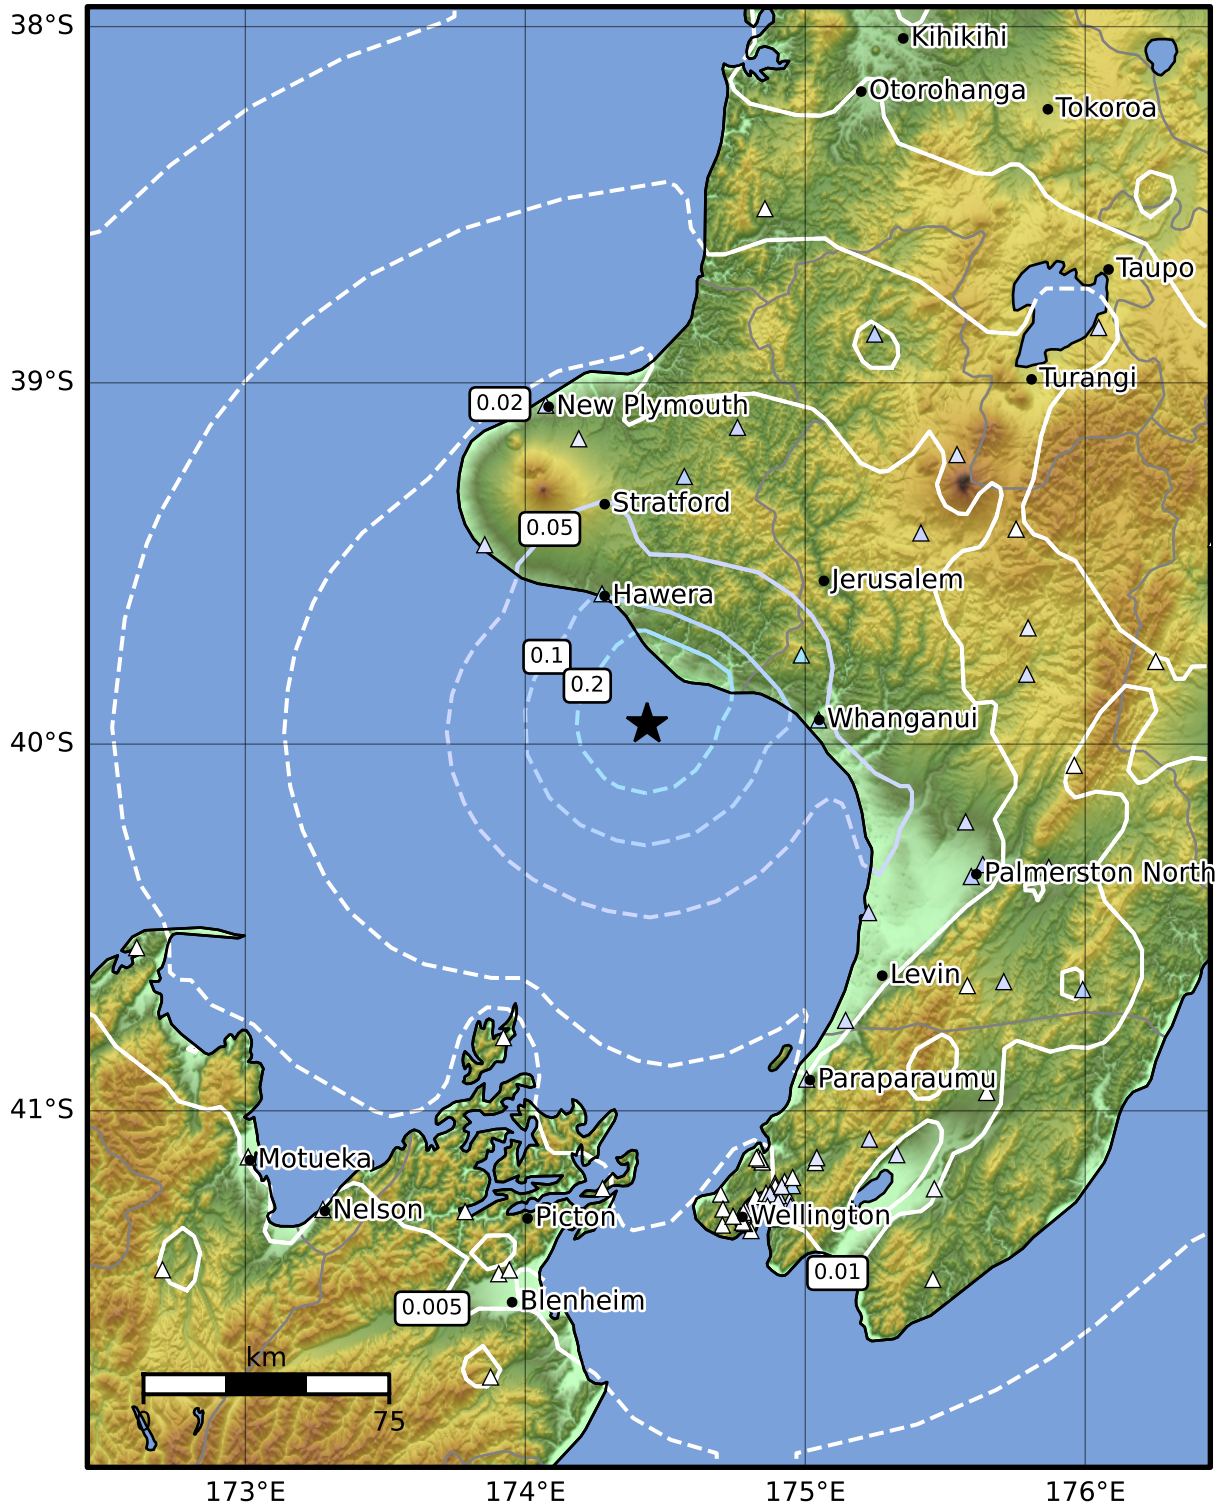 38°S
Kihikihi
Otorohanga
Tokoroa
Taupo
39°S
Turangi
0.02
New Plymouth
Stratford
0.05
Jerusalem
Hawera
0.1
0.2
Whanganui
40°S
Palmerston North
Levin
Paraparaumu
41°S
Motueka
Nelson
Picton
Wellington
0.01
Blenheim
0.005
km
0
75
173°E
174°E
175°E
176°E